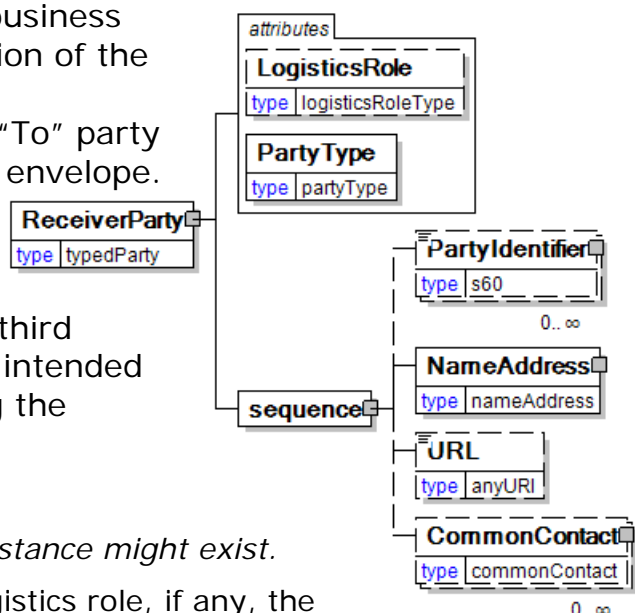 business
ion of the
“To” party
envelope.
third
intended
g the
stance might exist.
gistics role, if any, the
attributes
LogisticsRole
type logisticsRoleType
PartyType
type partyType
ReceiverParty
type typedParty
sequence
PartyIdentifier
type s60
0.. ∞
NameAddress
type nameAddress
URL
type anyURI
CommonContact
type commonContact
0.. ∞